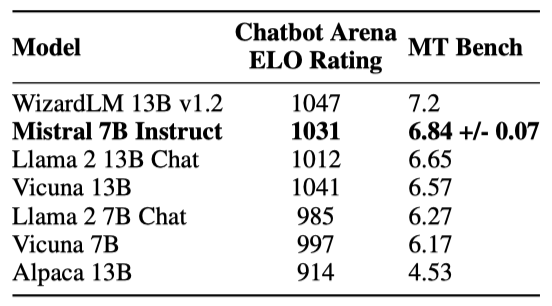 Model Chatbot Arena ELO Rating MT Bench
WizardLM 13B v1.2 1047 7.2
Mistral 7B Instruct 1031 6.84 +/- 0.07
Llama 2 13B Chat 1012 6.65
Vicuna 13B 1041 6.57
Llama 2 7B Chat 985 6.27
Vicuna 7B 997 6.17
Alpaca 13B 914 4.53